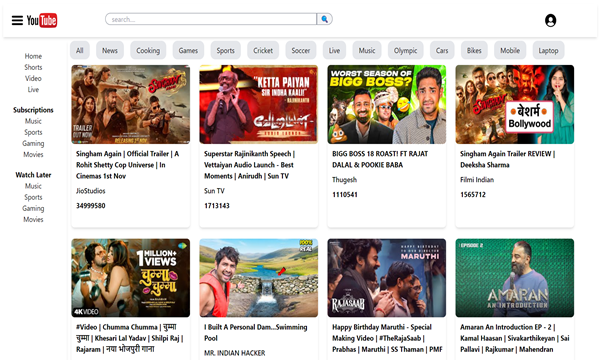 YouTube
search...
All News Cooking Games Sports Cricket Soccer Live Music Olympic Cars Bikes Mobile Laptop
Home
Shorts
Video
Live
Subscriptions
Music
Sports
Gaming
Movies
Watch Later
Music
Sports
Gaming
Movies
SINGHAM
TRAILER
OUT NOW
Singham Again | Official Trailer | A
Rohit Shetty Cop Universe | In
Cinemas 1st Nov
JioStudios
34999580
"KETTA PAIYAN
SIR INDHA KAALI!"
- RAJINIKANTH
AUDIO LAUNCH
Superstar Rajinikanth Speech |
Vettaiyan Audio Launch - Best
Moments | Anirudh | Sun TV
Sun TV
1713143
WORST SEASON OF
BIGG BOSS?
BIGG BOSS 18 ROAST! FT RAJAT
DALAL & POOKIE BABA
Thugesh
1110541
SINGHAM
बेशर्म
Bollywood
Singham Again Trailer REVIEW |
Deeksha Sharma
Filmi Indian
1565712
1 MILLION+
VIEWS
चुम्मा
चुम्मा
4K VIDEO
#Video | Chumma Chumma | चुम्मा
चुम्मा | Khesari Lal Yadav | Shilpi Raj |
Rajaram | नया भोजपुरी गाना
100%
REAL
I Built A Personal Dam...Swimming
Pool
MR. INDIAN HACKER
HAPPY BIRTHDAY
TO OUR DIRECTOR
MARUTHI
RAJASAAB
Happy Birthday Maruthi - Special
Making Video | #TheRajaSaab |
Prabhas | Maruthi | SS Thaman | PMF
EPISODE 2
AMARAN
AN INTRODUCTION
Amaran An Introduction EP - 2 |
Kamal Haasan | Sivakarthikeyan | Sai
Pallavi | Rajkumar | Mahendran